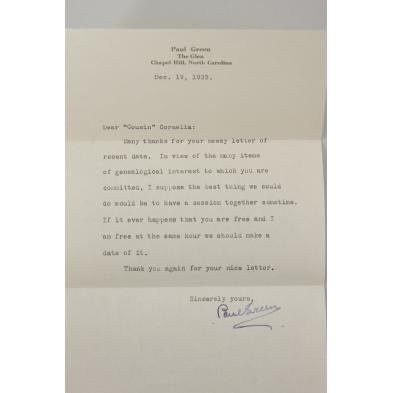 Paul Green
The Glen
Chapel Hill, North Carolina
Dec. 19, 1933.
Dear "Cousin" Cornelia:
Many thanks for your newsy letter of
recent date. In view of the many items
of genealogical interest to which you are
committed, I suppose the best thing we could
do would be to have a session together sometime.
If it ever happens that you are free and I
am free at the same hour we should make a
date of it.
Thank you again for your nice letter.
Sincerely yours,
Paul Green